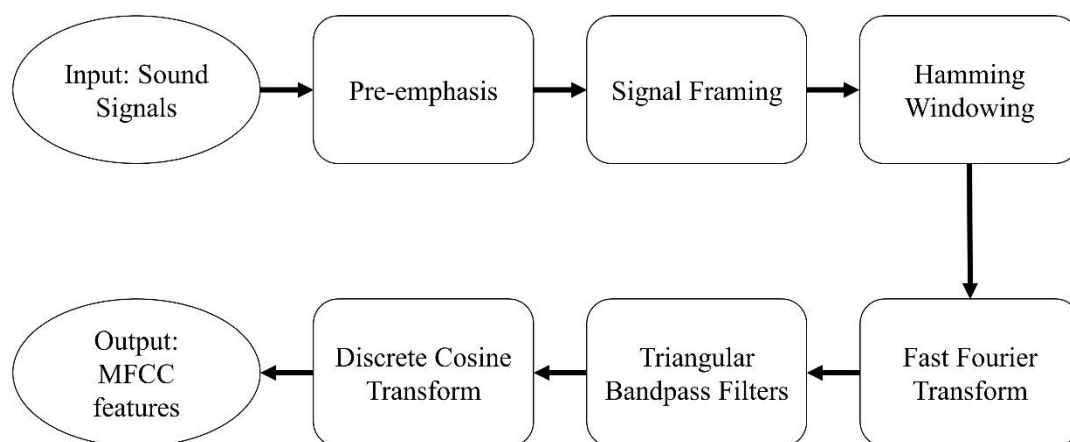 Input: Sound
Signals
Pre-emphasis
Signal Framing
Hamming
Windowing
Fast Fourier
Transform
Triangular
Bandpass Filters
Discrete Cosine
Transform
Output:
MFCC
features